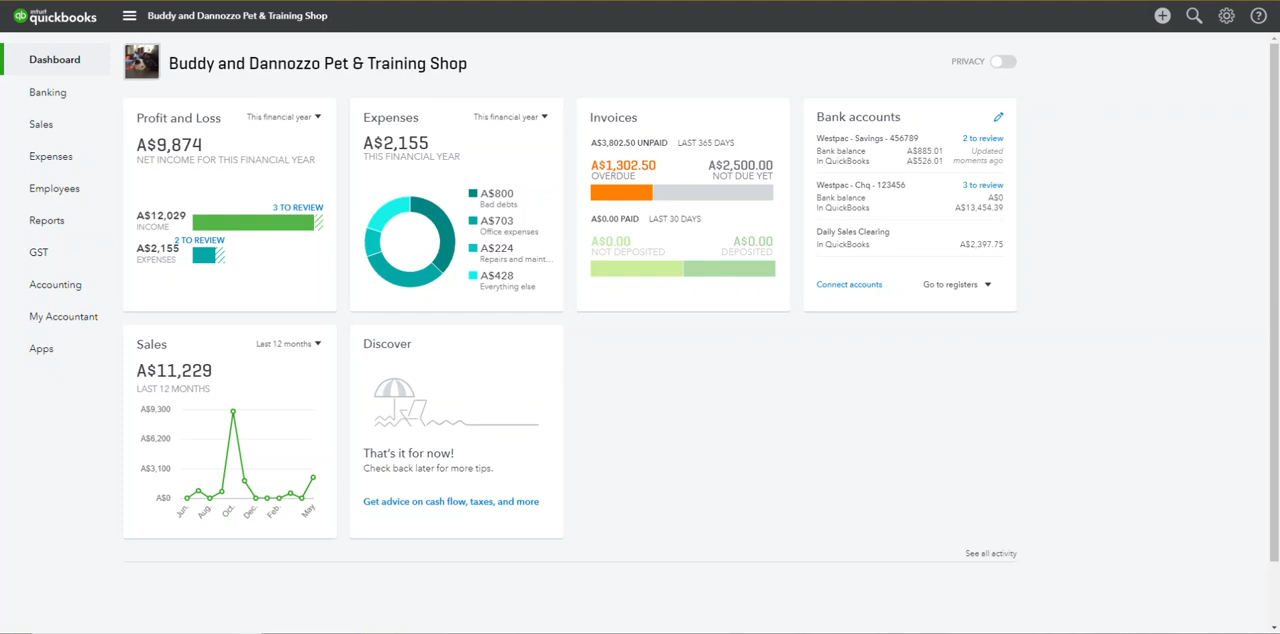 intuit
quickbooks
Buddy and Dannozzo Pet & Training Shop
Dashboard
Banking
Sales
Expenses
Employees
Reports
GST
Accounting
My Accountant
Apps
Buddy and Dannozzo Pet & Training Shop
PRIVACY
Profit and Loss
This financial year
A$9,874
NET INCOME FOR THIS FINANCIAL YEAR
3 TO REVIEW
A$12,029
INCOME
2 TO REVIEW
A$2,155
EXPENSES
Expenses
This financial year
A$2,155
THIS FINANCIAL YEAR
A$800
Bad debts
A$703
Office expenses
A$224
Repairs and maint...
A$428
Everything else
Invoices
A$3,802.50 UNPAID LAST 365 DAYS
A$1,302.50 A$2,500.00
OVERDUE NOT DUE YET
A$0.00 PAID LAST 30 DAYS
A$0.00 A$0.00
NOT DEPOSITED DEPOSITED
Bank accounts
Westpac - Savings - 456789 2 to review
Bank balance A$885.01 Updated
In QuickBooks A$526.01 moments ago
Westpac - Chq - 123456 3 to review
Bank balance A$0
In QuickBooks A$13,454.39
Daily Sales Clearing
In QuickBooks A$2,397.75
Connect accounts Go to registers
Sales
Last 12 months
A$11,229
LAST 12 MONTHS
A$9,300
A$6,200
A$3,100
A$0
Jun. Aug. Oct. Dec. Feb. May
Discover
That's it for now!
Check back later for more tips.
Get advice on cash flow, taxes, and more
See all activity